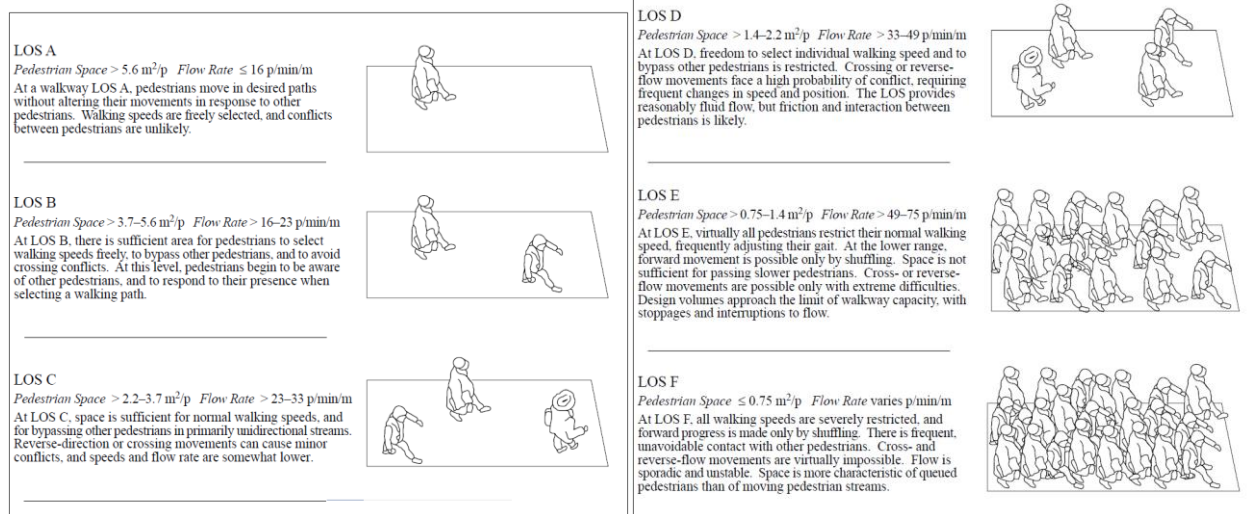 LOS A
Pedestrian Space > 5.6 m²/p Flow Rate ≤ 16 p/min/m
At a walkway LOS A, pedestrians move in desired paths
without altering their movements in response to other
pedestrians. Walking speeds are freely selected, and conflicts
between pedestrians are unlikely.
LOS B
Pedestrian Space > 3.7–5.6 m²/p Flow Rate > 16–23 p/min/m
At LOS B, there is sufficient area for pedestrians to select
walking speeds freely, to bypass other pedestrians, and to avoid
crossing conflicts. At this level, pedestrians begin to be aware
of other pedestrians, and to respond to their presence when
selecting a walking path.
LOS C
Pedestrian Space > 2.2–3.7 m²/p Flow Rate > 23–33 p/min/m
At LOS C, space is sufficient for normal walking speeds, and
for bypassing other pedestrians in primarily unidirectional streams.
Reverse-direction or crossing movements can cause minor
conflicts, and speeds and flow rate are somewhat lower.
LOS D
Pedestrian Space > 1.4–2.2 m²/p Flow Rate > 33–49 p/min/m
At LOS D, freedom to select individual walking speed and to
bypass other pedestrians is restricted. Crossing or reverse-
flow movements face a high probability of conflict, requiring
frequent changes in speed and position. The LOS provides
reasonably fluid flow, but friction and interaction between
pedestrians is likely.
LOS E
Pedestrian Space > 0.75–1.4 m²/p Flow Rate > 49–75 p/min/m
At LOS E, virtually all pedestrians restrict their normal walking
speed, frequently adjusting their gait. At the lower range,
forward movement is possible only by shuffling. Space is not
sufficient for passing slower pedestrians. Cross- or reverse-
flow movements are possible only with extreme difficulties.
Design volumes approach the limit of walkway capacity, with
stoppages and interruptions to flow.
LOS F
Pedestrian Space ≤ 0.75 m²/p Flow Rate varies p/min/m
At LOS F, all walking speeds are severely restricted, and
forward progress is made only by shuffling. There is frequent,
unavoidable contact with other pedestrians. Cross- and
reverse-flow movements are virtually impossible. Flow is
sporadic and unstable. Space is more characteristic of queued
pedestrians than of moving pedestrian streams.